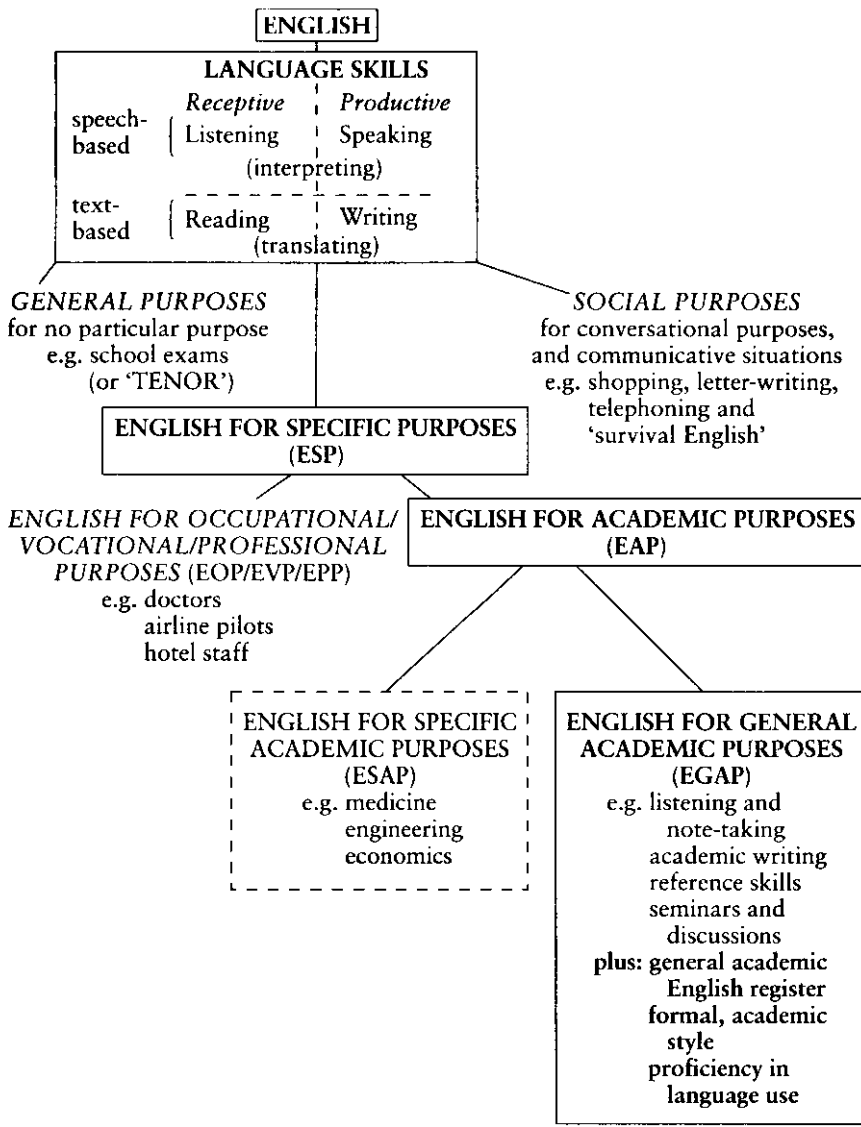 ENGLISH
LANGUAGE SKILLS
Receptive Productive
speech-
based
Listening Speaking
(interpreting)
text-
based
Reading Writing
(translating)
GENERAL PURPOSES
for no particular purpose
e.g. school exams
(or ‘TENOR’)
SOCIAL PURPOSES
for conversational purposes,
and communicative situations
e.g. shopping, letter-writing,
telephoning and
‘survival English’
ENGLISH FOR SPECIFIC PURPOSES
(ESP)
ENGLISH FOR OCCUPATIONAL/
VOCATIONAL/PROFESSIONAL
PURPOSES (EOP/EVP/EPP)
e.g. doctors
airline pilots
hotel staff
ENGLISH FOR ACADEMIC PURPOSES
(EAP)
ENGLISH FOR SPECIFIC
ACADEMIC PURPOSES
(ESAP)
e.g. medicine
engineering
economics
ENGLISH FOR GENERAL
ACADEMIC PURPOSES
(EGAP)
e.g. listening and
note-taking
academic writing
reference skills
seminars and
discussions
plus: general academic
English register
formal, academic
style
proficiency in
language use